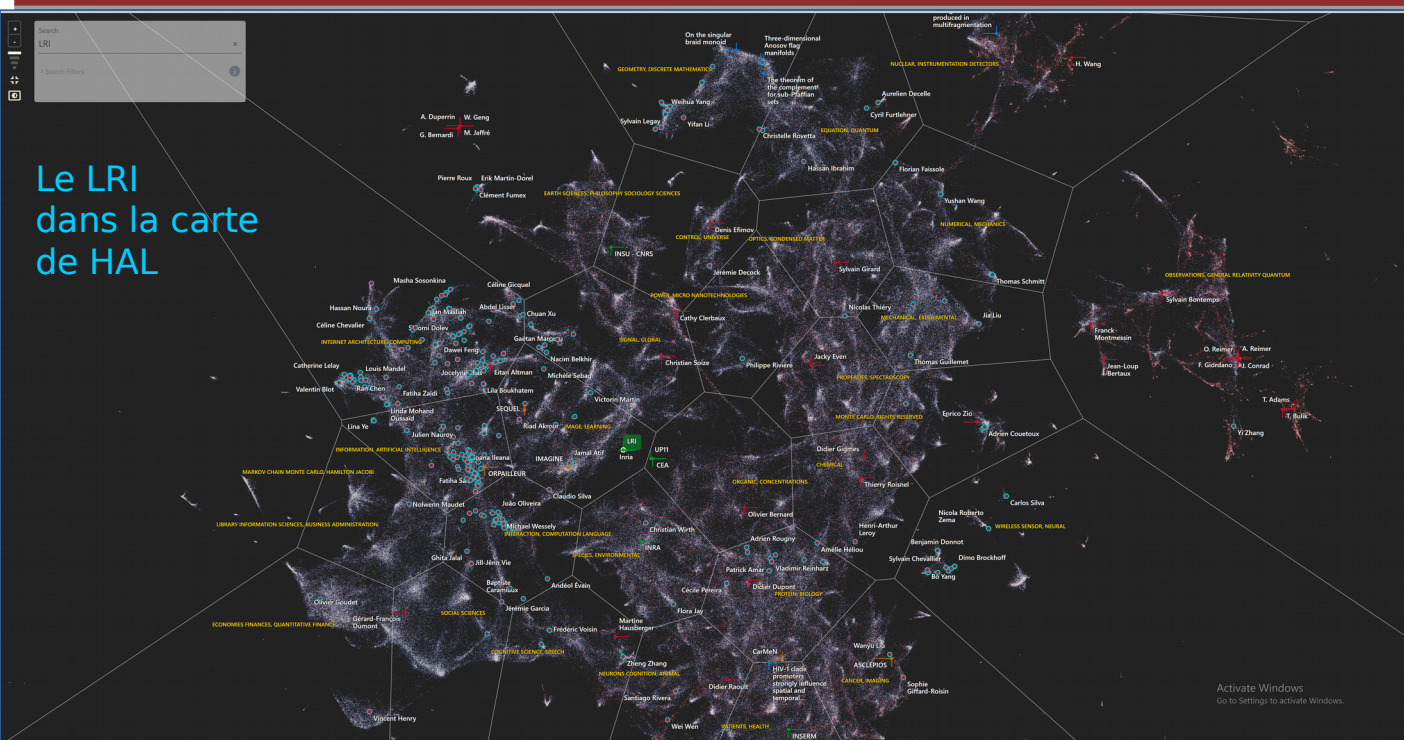 +
-
Search
LRI
×
Search Filters
i
Le LRI
dans la carte
de HAL
produced in
multifragmentation
On the singular
braid monoid
Three-dimensional
Anosov flag
manifolds
GEOMETRY, DISCRETE MATHEMATICS
NUCLEAR, INSTRUMENTATION DETECTORS
H. Wang
The theorem of
the complement
for sub-Pfaffian
sets
Weihua Yang
Aurelien Decelle
A. Duperrin
W. Geng
Sylvain Legay
Yifan Li
Cyril Furtlehner
G. Bernardi
M. Jaffré
Christelle Rovetta
EQUATION, QUANTUM
Hassan Ibrahim
Florian Faissole
Pierre Roux
Erik Martin-Dorel
Clément Fumex
EARTH SCIENCES, PHILOSOPHY SOCIOLOGY SCIENCES
Yushan Wang
NUMERICAL, MECHANICS
Denis Efimov
CONTROL, UNIVERSE
OPTICS, CONDENSED MATTER
INSU - CNRS
Jérémie Decock
Sylvain Girard
OBSERVATIONS, GENERAL RELATIVITY QUANTUM
Masha Sosonkina
Céline Gicquel
Thomas Schmitt
POWER, MICRO NANOTECHNOLOGIES
Sylvain Bontemps
Hassan Noura
Abdel Lisser
Chuan Xu
Nicolas Thiéry
Jia Liu
MECHANICAL, EXPERIMENTAL
Cathy Clerbaux
Céline Chevalier
Shlomi Dolev
Franck
Montmessin
INTERNET ARCHITECTURE, COMPUTING
SIGNAL, GLOBAL
Dawei Feng
Nacim Belkhir
Jacky Even
Thomas Guillemet
Catherine Lelay
Louis Mandel
Eitan Altman
Michèle Sebag
Christian Soize
Philippe Rivière
O. Reimer
A. Reimer
F. Giordano
J. Conrad
Jean-Loup
Bertaux
Valentin Blot
Ran Chen
Fatiha Zaidi
Lila Boukhatem
PROPERTIES, SPECTROSCOPY
Victorin Martin
T. Adams
T. Bulik
Linda Mohand
Oussaïd
SEQUEL
MONTE CARLO, RIGHTS RESERVED
Enrico Zio
Lina Ye
Julien Nauroy
Riad Akrour
IMAGE, LEARNING
Adrien Couetoux
Yi Zhang
LRI
Inria
UP11
CEA
INFORMATION, ARTIFICIAL INTELLIGENCE
IMAGINE
Jamal Atif
Didier Gigmes
CHEMICAL
MARKOV CHAIN MONTE CARLO, HAMILTON JACOBI
ORPAILLEUR
ORGANIC, CONCENTRATIONS
Thierry Roisnel
Claudio Silva
Nolwenn Maudet
João Oliveira
Carlos Silva
LIBRARY INFORMATION SCIENCES, BUSINESS ADMINISTRATION
Michael Wessely
Olivier Bernard
Nicola Roberto
Zema
WIRELESS SENSOR, NEURAL
INTERACTION, COMPUTATION LANGUAGE
Christian Wirth
Henri-Arthur
Leroy
Adrien Rougny
Amélie Héliou
Benjamin Donnot
INRA
SPECIES, ENVIRONMENTAL
Ghita Jalal
Jill-Jênn Vie
Patrick Amar
Vladimir Reinharz
Sylvain Chevallier
Dimo Brockhoff
Bo Yang
Baptiste
Caramiaux
Andéol Evain
Cécile Pereira
Didier Dupont
PROTEIN, BIOLOGY
Olivier Goudet
Jérémie Garcia
Flora Jay
Gérard-François
Dumont
SOCIAL SCIENCES
ECONOMIES FINANCES, QUANTITATIVE FINANCE
Martine
Hausberger
Frédéric Voisin
COGNITIVE SCIENCE, SPEECH
CarMeN
Wanyu Liu
ASCLEPIOS
Zheng Zhang
NEURONS COGNITION, ANIMAL
HIV-1 clade
promoters
strongly influence
spatial and
temporal...
CANCER, IMAGING
Didier Raoult
Sophie
Giffard-Roisin
Santiago Rivera
Vincent Henry
Wei Wen
PATIENTS, HEALTH
INSERM
Activate Windows
Go to Settings to activate Windows.